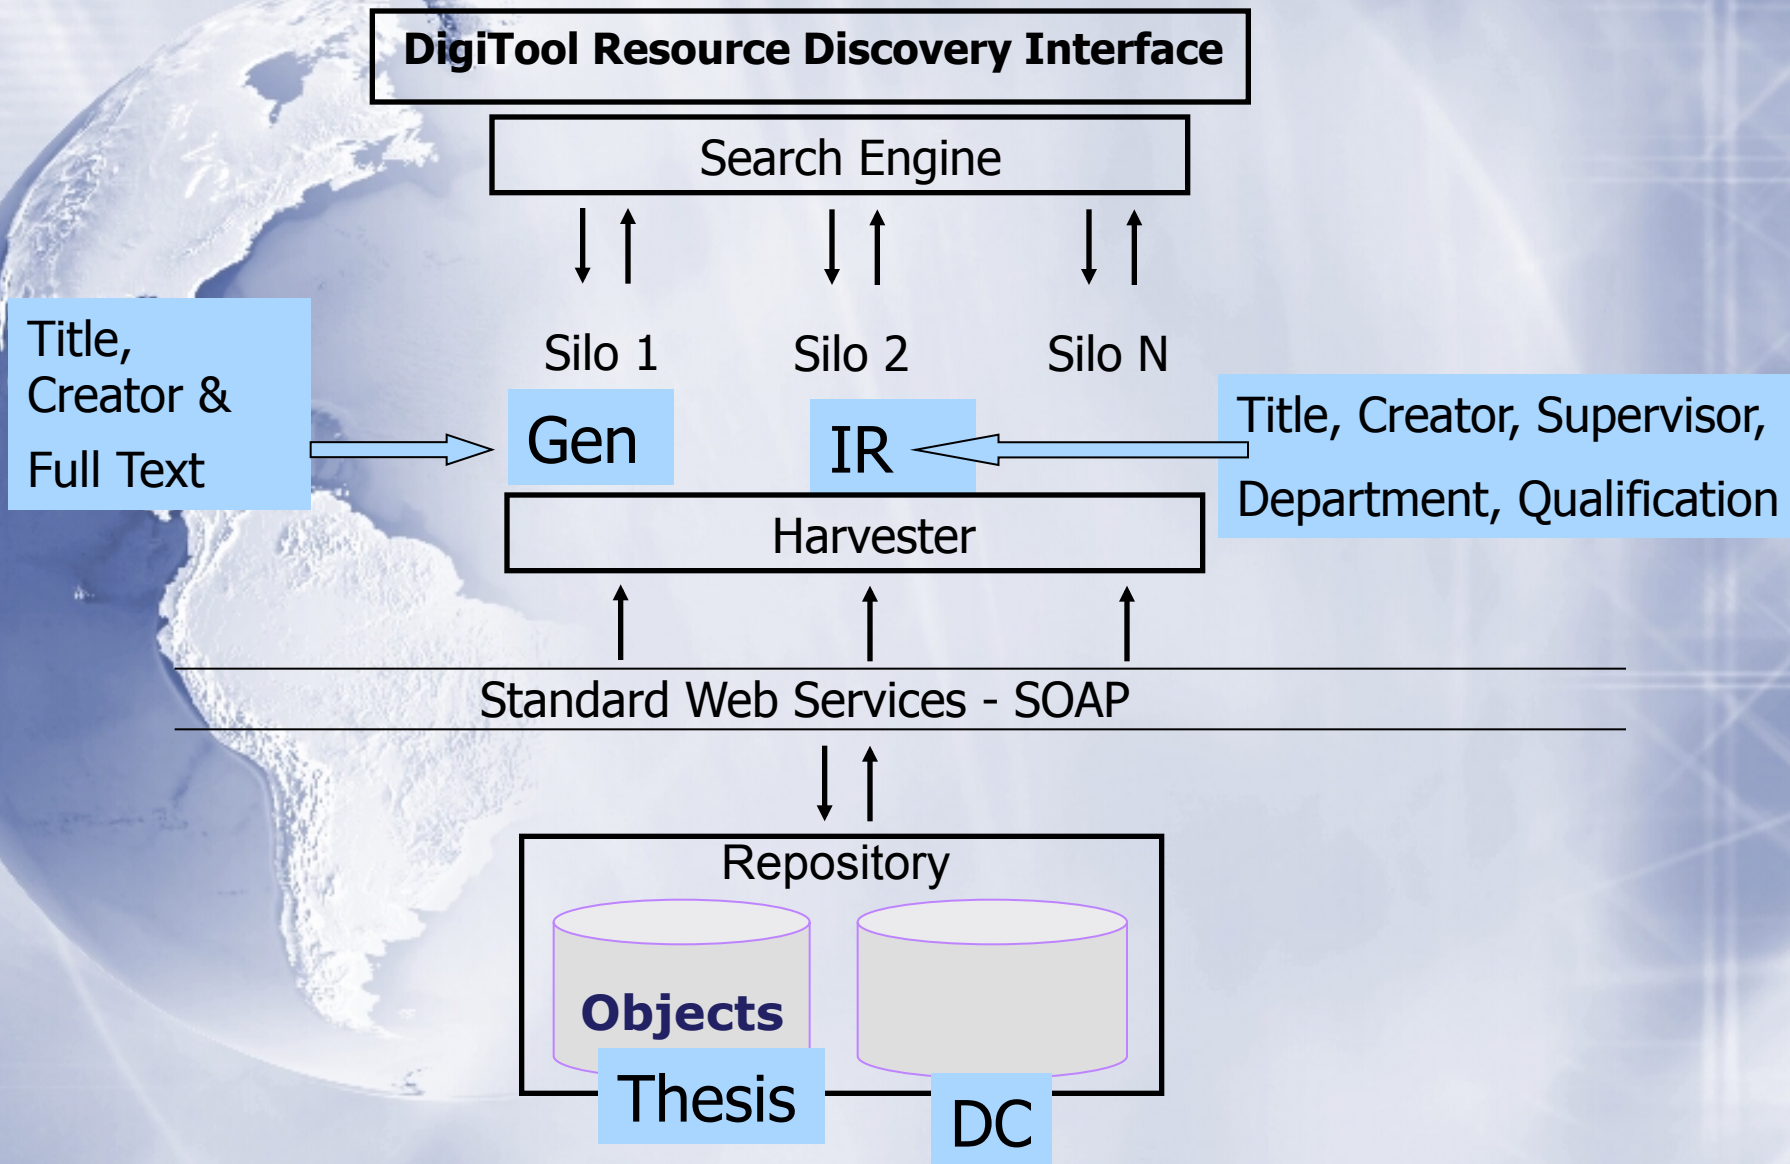 DigiTool Resource Discovery Interface
Search Engine
Silo 1
Silo 2
Silo N
Title,
Creator &
Full Text
Gen
IR
Title, Creator, Supervisor,
Department, Qualification
Harvester
Standard Web Services - SOAP
Repository
Objects
Thesis
DC